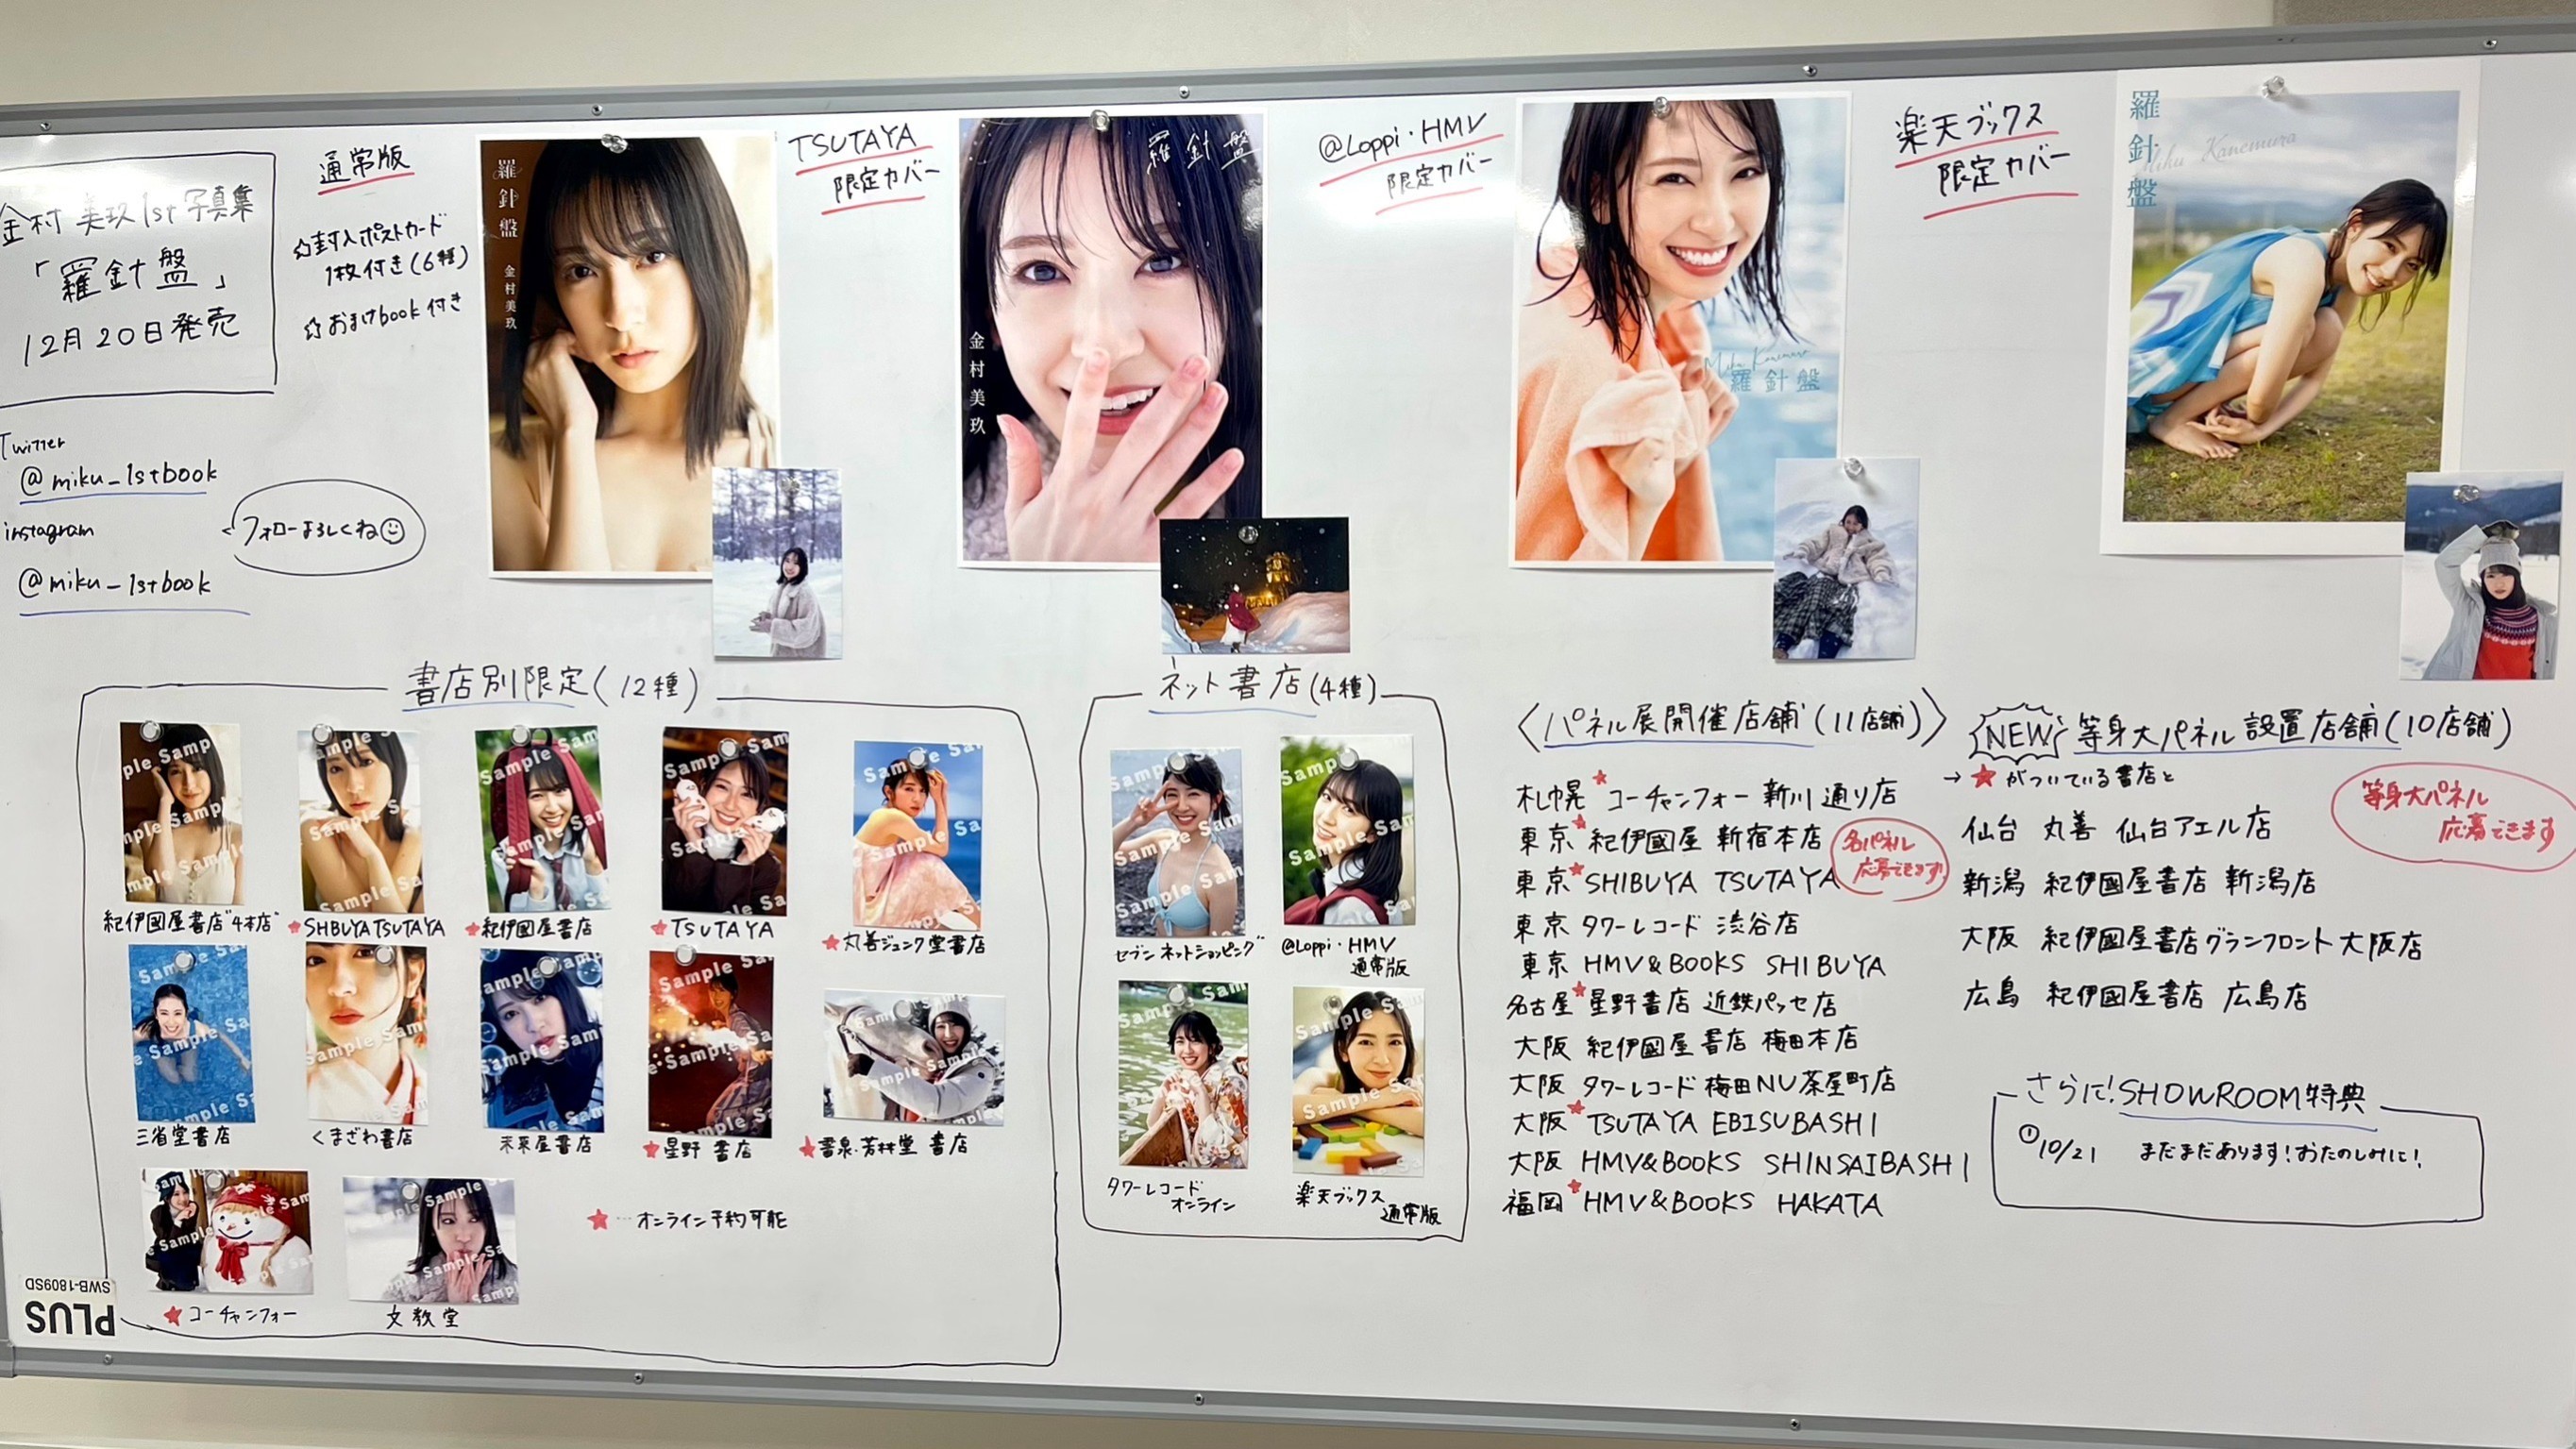 金村美玖1st写真集
「羅針盤」
12月20日発売
Twitter
@miku_1stbook
instagram
@miku_1stbook
フォローよろしくね
通常版
☆封入ポストカード
1枚付き(6種)
☆おまけbook付き
羅針盤
金村美玖
TSUTAYA
限定カバー
羅針盤
金村美玖
@Loppi・HMV
限定カバー
Miku Kanemura
羅針盤
楽天ブックス
限定カバー
羅針盤
Miku Kanemura
書店別限定(12種)
紀伊國屋書店"4本店"
★SHBUYA TSUTAYA
★紀伊國屋書店
★TSUTAYA
★丸善ジュンク堂書店
三省堂書店
くまざわ書店
未来屋書店
★星野 書店
★書泉・芳林堂 書店
★コーチャンフォー
文教堂
★…オンライン予約可能
ネット書店(4種)
セブンネットショッピング
@Loppi・HMV
通常版
タワーレコード
オンライン
楽天ブックス
通常版
〈パネル展開催店舗(11店舗)〉
札幌★コーチャンフォー 新川通り店
東京★紀伊國屋 新宿本店
東京★SHIBUYA TSUTAYA
東京 タワーレコード 渋谷店
東京 HMV&BOOKS SHIBUYA
名古屋★星野書店 近鉄パッセ店
大阪 紀伊國屋書店 梅田本店
大阪 タワーレコード 梅田NU茶屋町店
大阪★TSUTAYA EBISUBASHI
大阪 HMV&BOOKS SHINSAIBASHI
福岡★HMV&BOOKS HAKATA
名パネル
応募できます
NEW 等身大パネル設置店舗(10店舗)
→★がついている書店と
仙台 丸善 仙台アエル店
新潟 紀伊國屋書店 新潟店
大阪 紀伊國屋書店グランフロント大阪店
広島 紀伊國屋書店 広島店
等身大パネル
応募できます
さらに!SHOWROOM特典
①10/21 まだまだあります!おたのしみに!
Sample
PLUS
SWB-1809SD